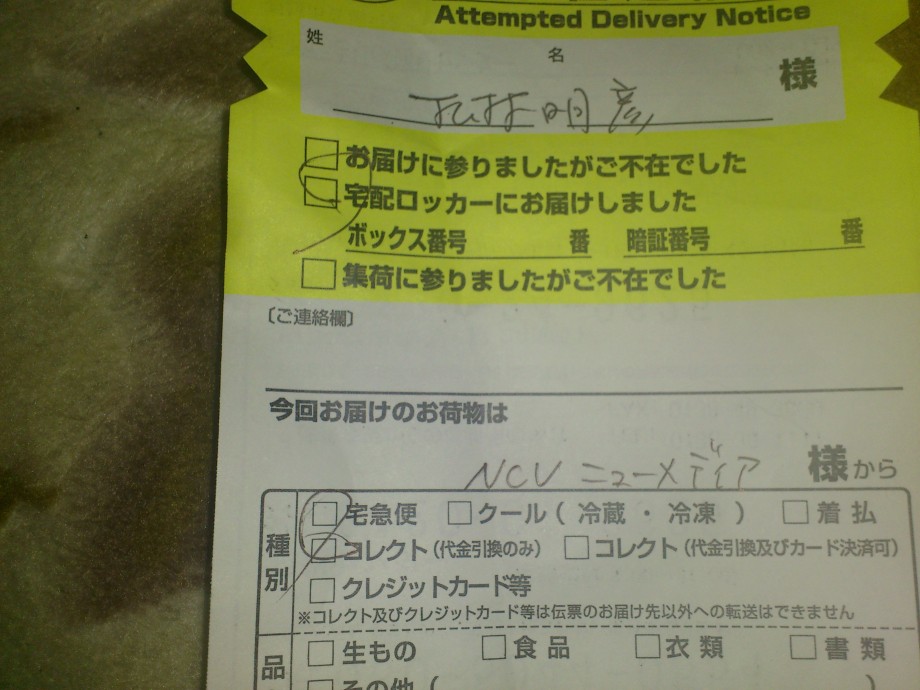 Attempted Delivery Notice
姓 名 様
お届けに参りましたがご不在でした
宅配ロッカーにお届けしました
ボックス番号 番 暗証番号 番
集荷に参りましたがご不在でした
〔ご連絡欄〕
今回お届けのお荷物は
NCV ニューメディア 様から
種別
□宅急便 □クール( 冷蔵 ・ 冷凍 ) □着払
□コレクト(代金引換のみ) □コレクト(代金引換及びカード決済可)
□クレジットカード等
※コレクト及びクレジットカード等は伝票のお届け先以外への転送はできません
品 □生もの □食品 □衣類 □書類
□その他( )